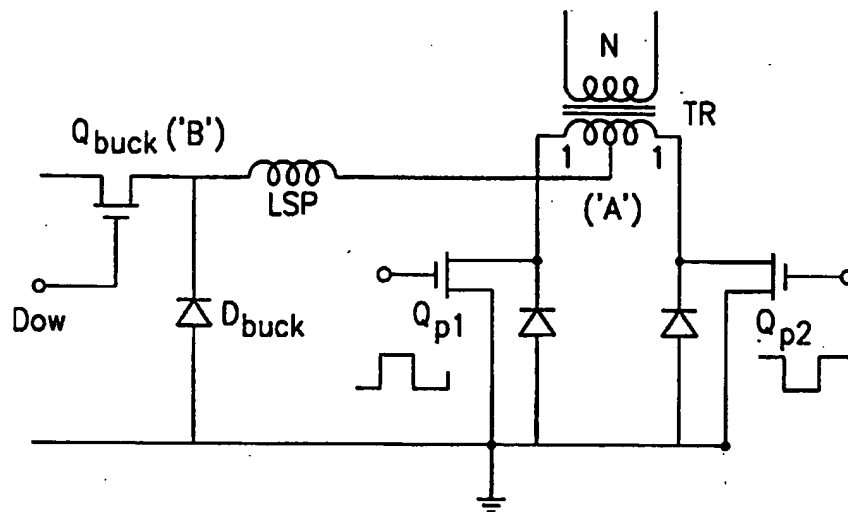 N
TR
Q_buck ('B')
LSP
1
1
('A')
Dow
D_buck
Q_p1
Q_p2